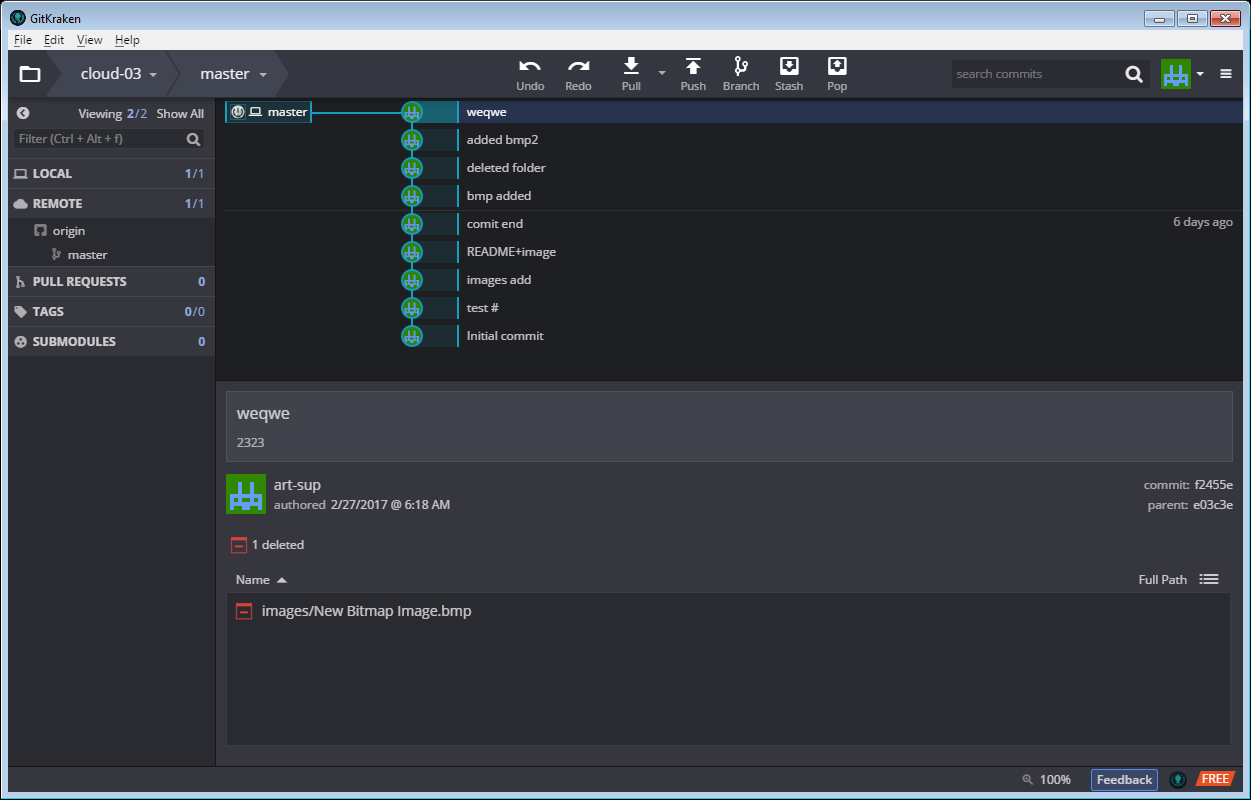 GitKraken
File Edit View Help
cloud-03 master Undo Redo Pull Push Branch Stash Pop search commits
Viewing 2/2 Show All
Filter (Ctrl + Alt + f)
LOCAL 1/1
REMOTE 1/1
origin
master
PULL REQUESTS 0
TAGS 0/0
SUBMODULES 0
master weqwe
added bmp2
deleted folder
bmp added
comit end 6 days ago
README+image
images add
test #
Initial commit
weqwe
2323
art-sup commit: f2455e
authored 2/27/2017 @ 6:18 AM parent: e03c3e
1 deleted
Name Full Path
images/New Bitmap Image.bmp
100% Feedback FREE